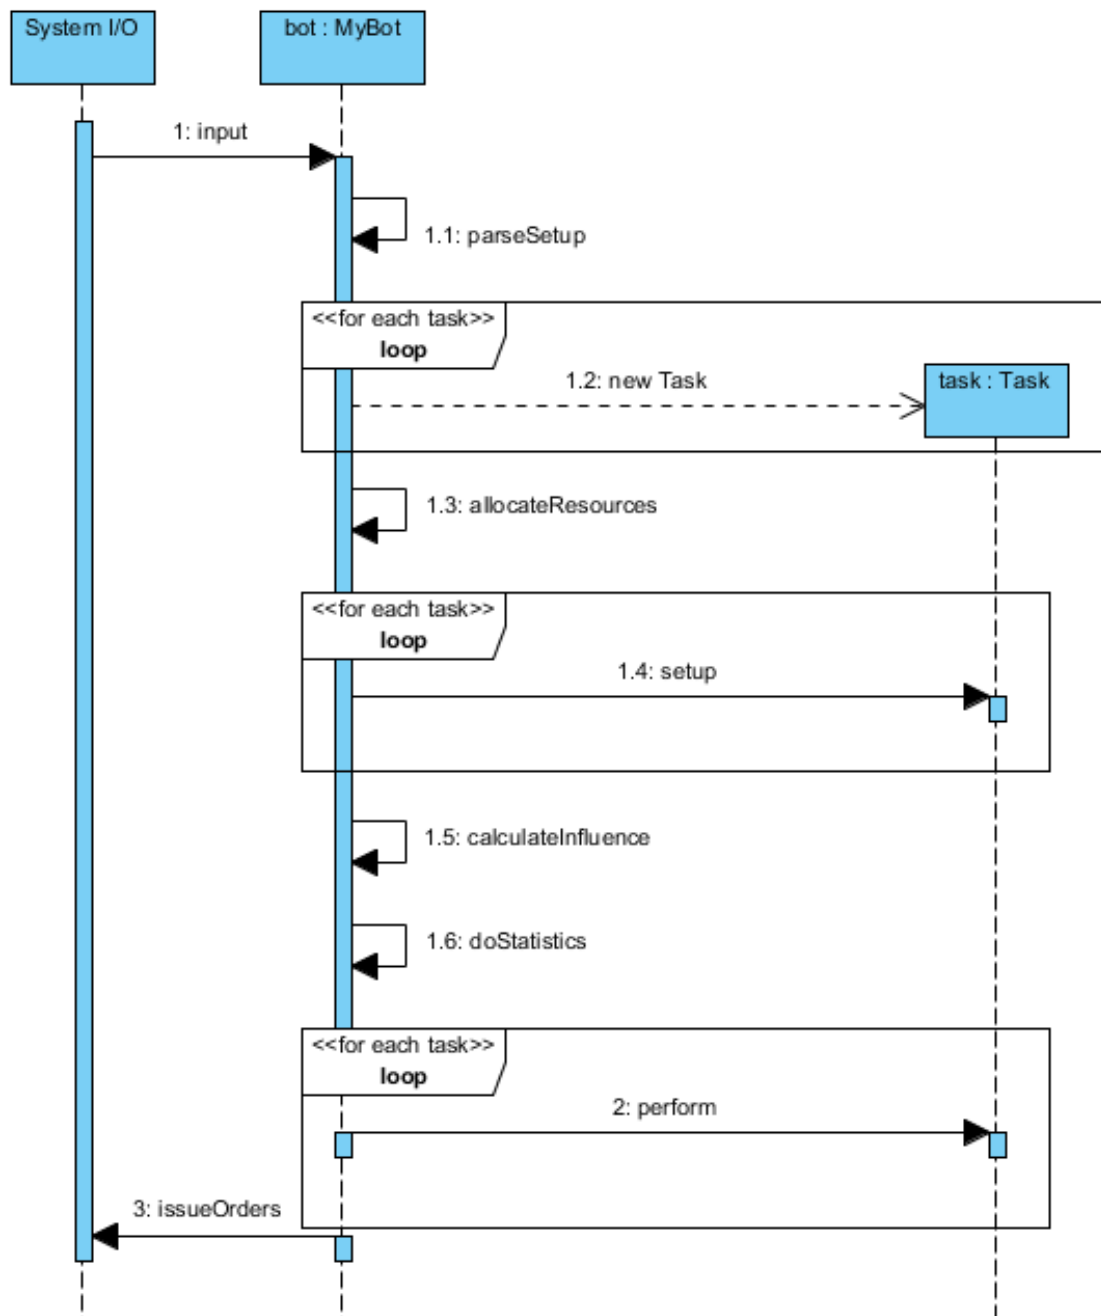 System I/O
bot : MyBot
1: input
1.1: parseSetup
<<for each task>>
loop
1.2: new Task
task : Task
1.3: allocateResources
<<for each task>>
loop
1.4: setup
1.5: calculateInfluence
1.6: doStatistics
<<for each task>>
loop
2: perform
3: issueOrders